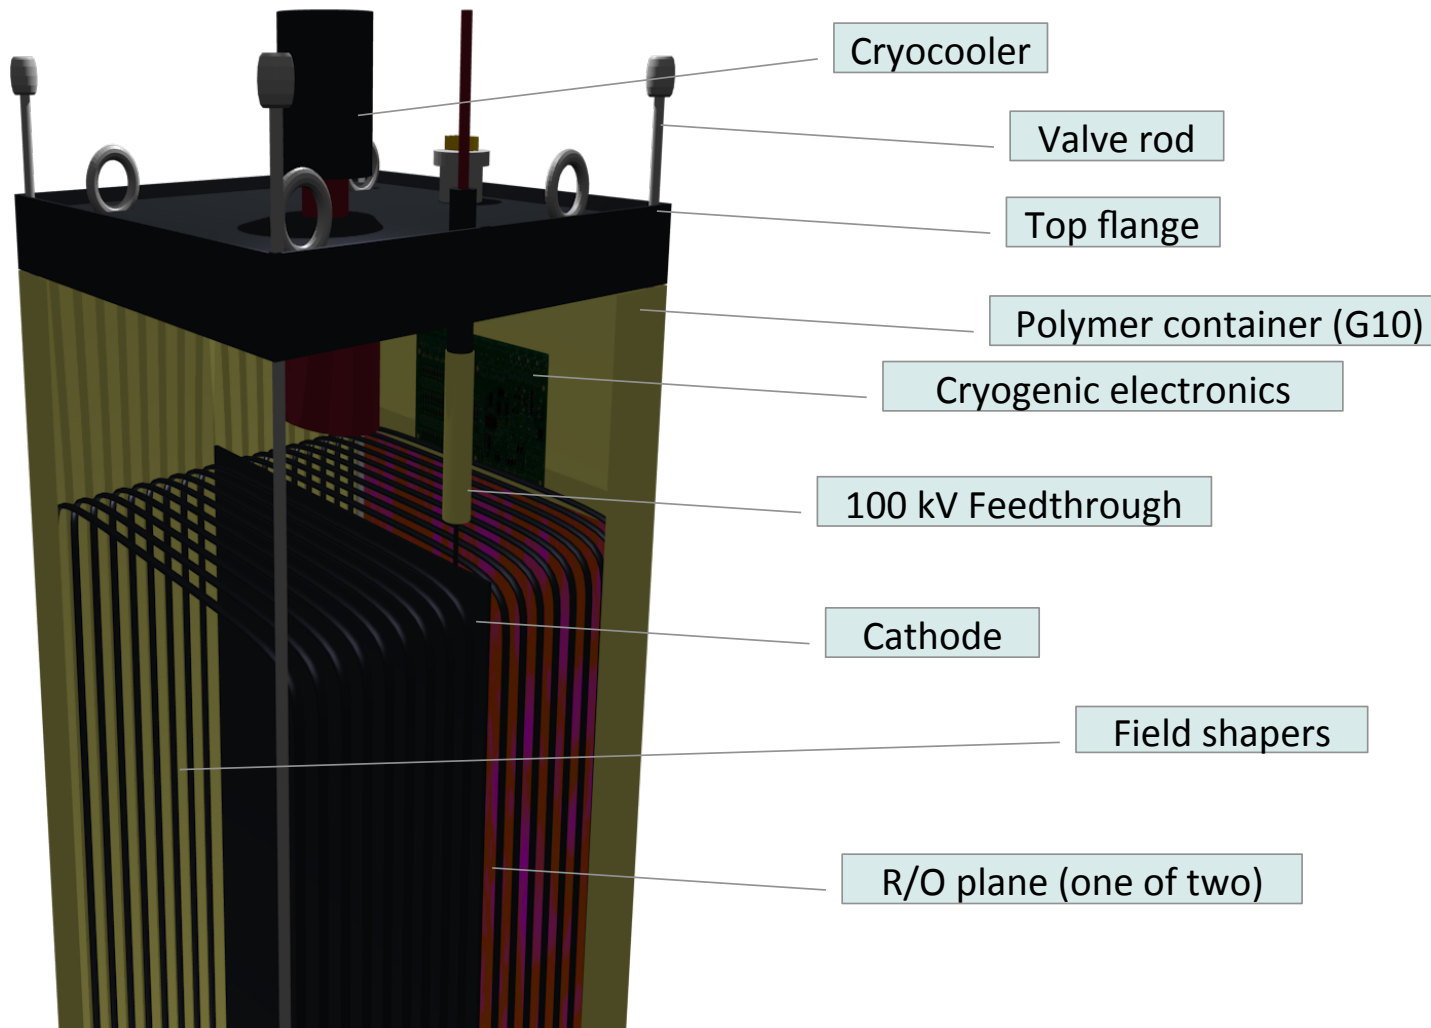 Cryocooler
Valve rod
Top flange
Polymer container (G10)
Cryogenic electronics
100 kV Feedthrough
Cathode
Field shapers
R/O plane (one of two)